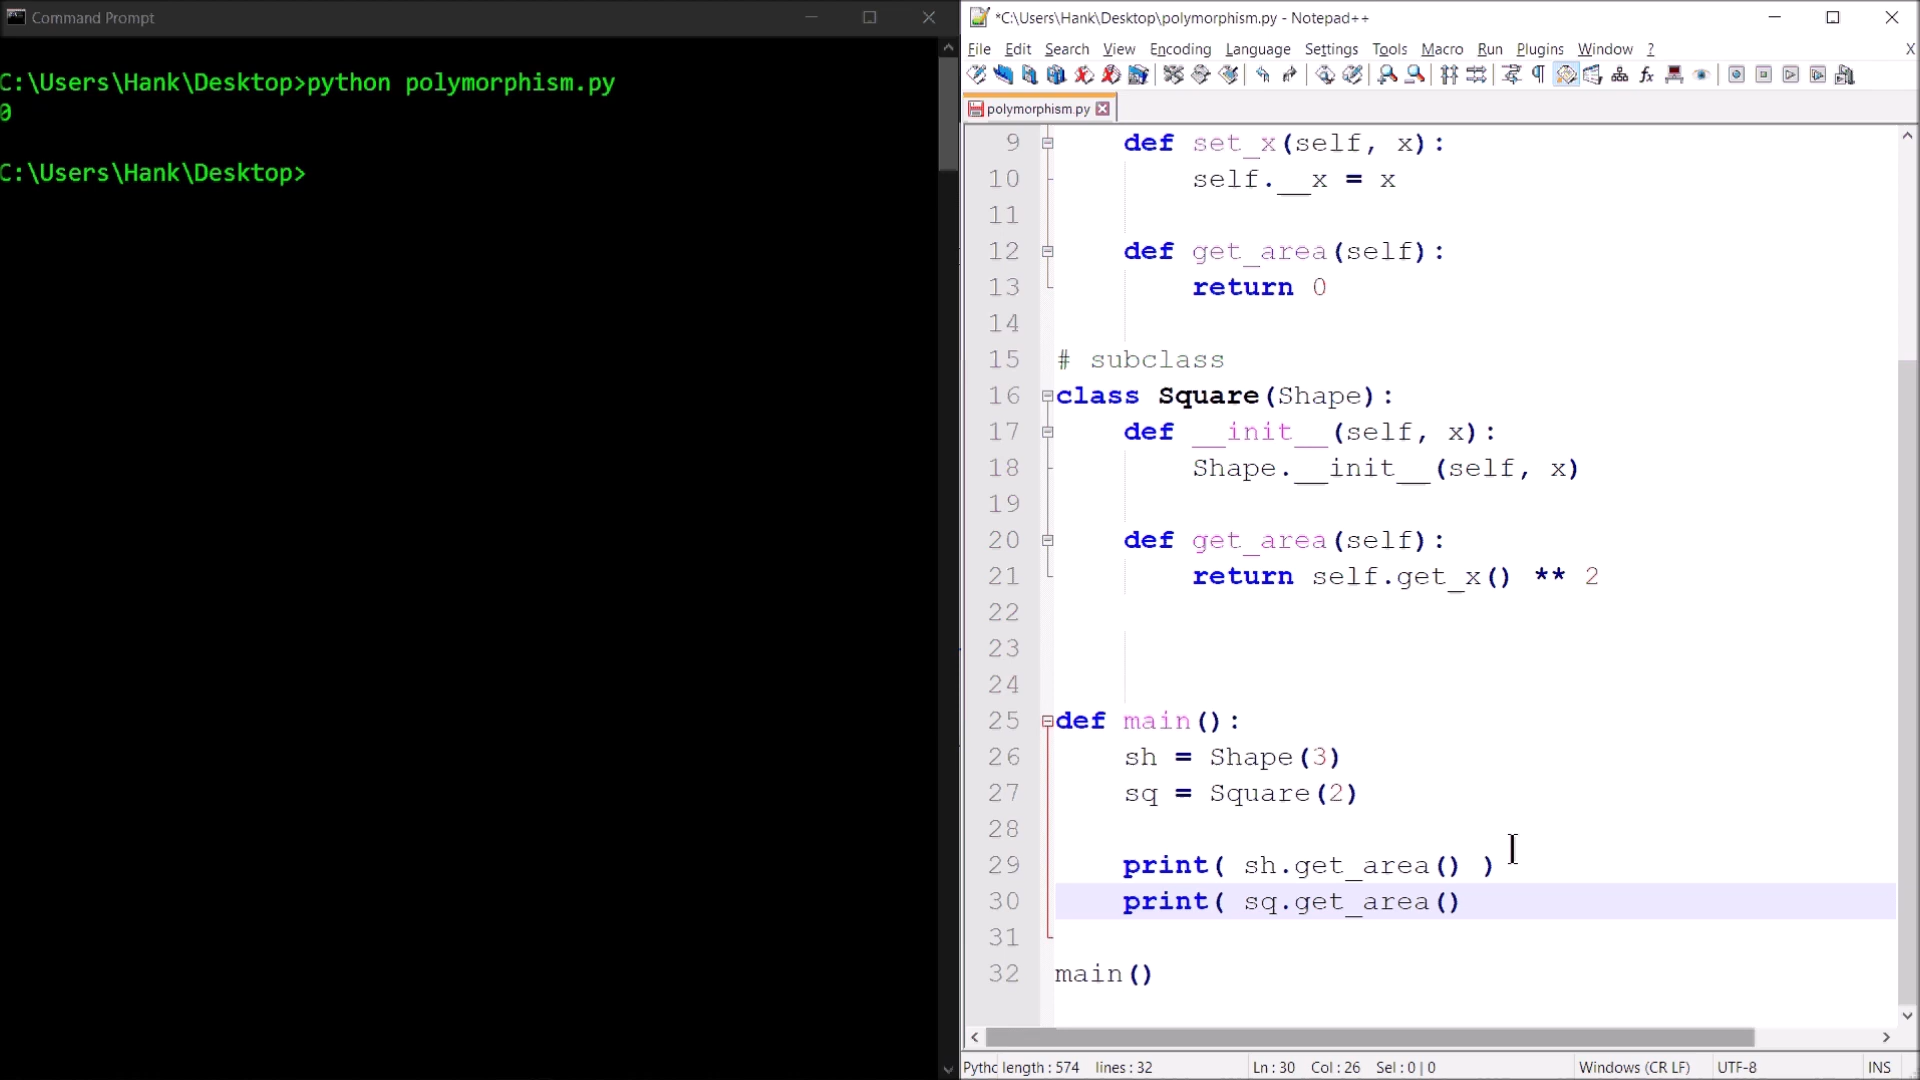 Command Prompt
C:\Users\Hank\Desktop>python polymorphism.py
0
C:\Users\Hank\Desktop>
*C:\Users\Hank\Desktop\polymorphism.py - Notepad++
File Edit Search View Encoding Language Settings Tools Macro Run Plugins Window ? X
polymorphism.py
9 def set_x(self, x):
10 self.__x = x
11
12 def get_area(self):
13 return 0
14
15 # subclass
16 class Square(Shape):
17 def __init__(self, x):
18 Shape.__init__(self, x)
19
20 def get_area(self):
21 return self.get_x() ** 2
22
23
24
25 def main():
26 sh = Shape(3)
27 sq = Square(2)
28
29 print( sh.get_area() )
30 print( sq.get_area()
31
32 main()
Pythc length : 574 lines : 32 Ln : 30 Col : 26 Sel : 0 | 0 Windows (CR LF) UTF-8 INS